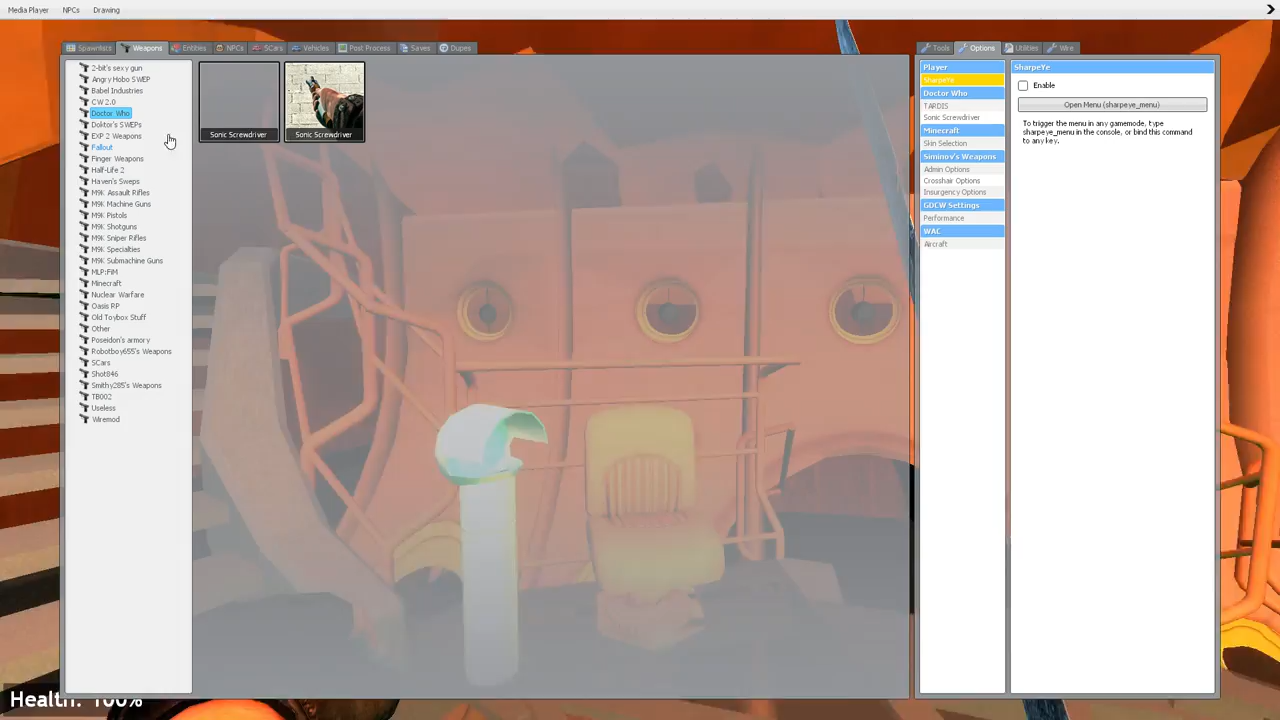 Media Player NPCs Drawing
Spawnlists Weapons Entities NPCs SCars Vehicles Post Process Saves Dupes
2-bit's sexy gun
Angry Hobo SWEP
Babel Industries
CW 2.0
Doctor Who
Doktor's SWEPs
EXP 2 Weapons
Fallout
Finger Weapons
Half-Life 2
Haven's Sweps
M9K Assault Rifles
M9K Machine Guns
M9K Pistols
M9K Shotguns
M9K Sniper Rifles
M9K Specialties
M9K Submachine Guns
MLP:FiM
Minecraft
Nuclear Warfare
Oasis RP
Old Toybox Stuff
Other
Poseidon's armory
Robotboy655's Weapons
SCars
Shot846
Smithy285's Weapons
TB002
Useless
Wiremod
Sonic Screwdriver Sonic Screwdriver
Tools Options Utilities Wire
Player
SharpeYe
Doctor Who
TARDIS
Sonic Screwdriver
Minecraft
Skin Selection
Siminov's Weapons
Admin Options
Crosshair Options
Insurgency Options
GDCW Settings
Performance
WAC
Aircraft
SharpeYe
Enable
Open Menu (sharpeye_menu)
To trigger the menu in any gamemode, type
sharpeye_menu in the console, or bind this command
to any key.
Health: 100%